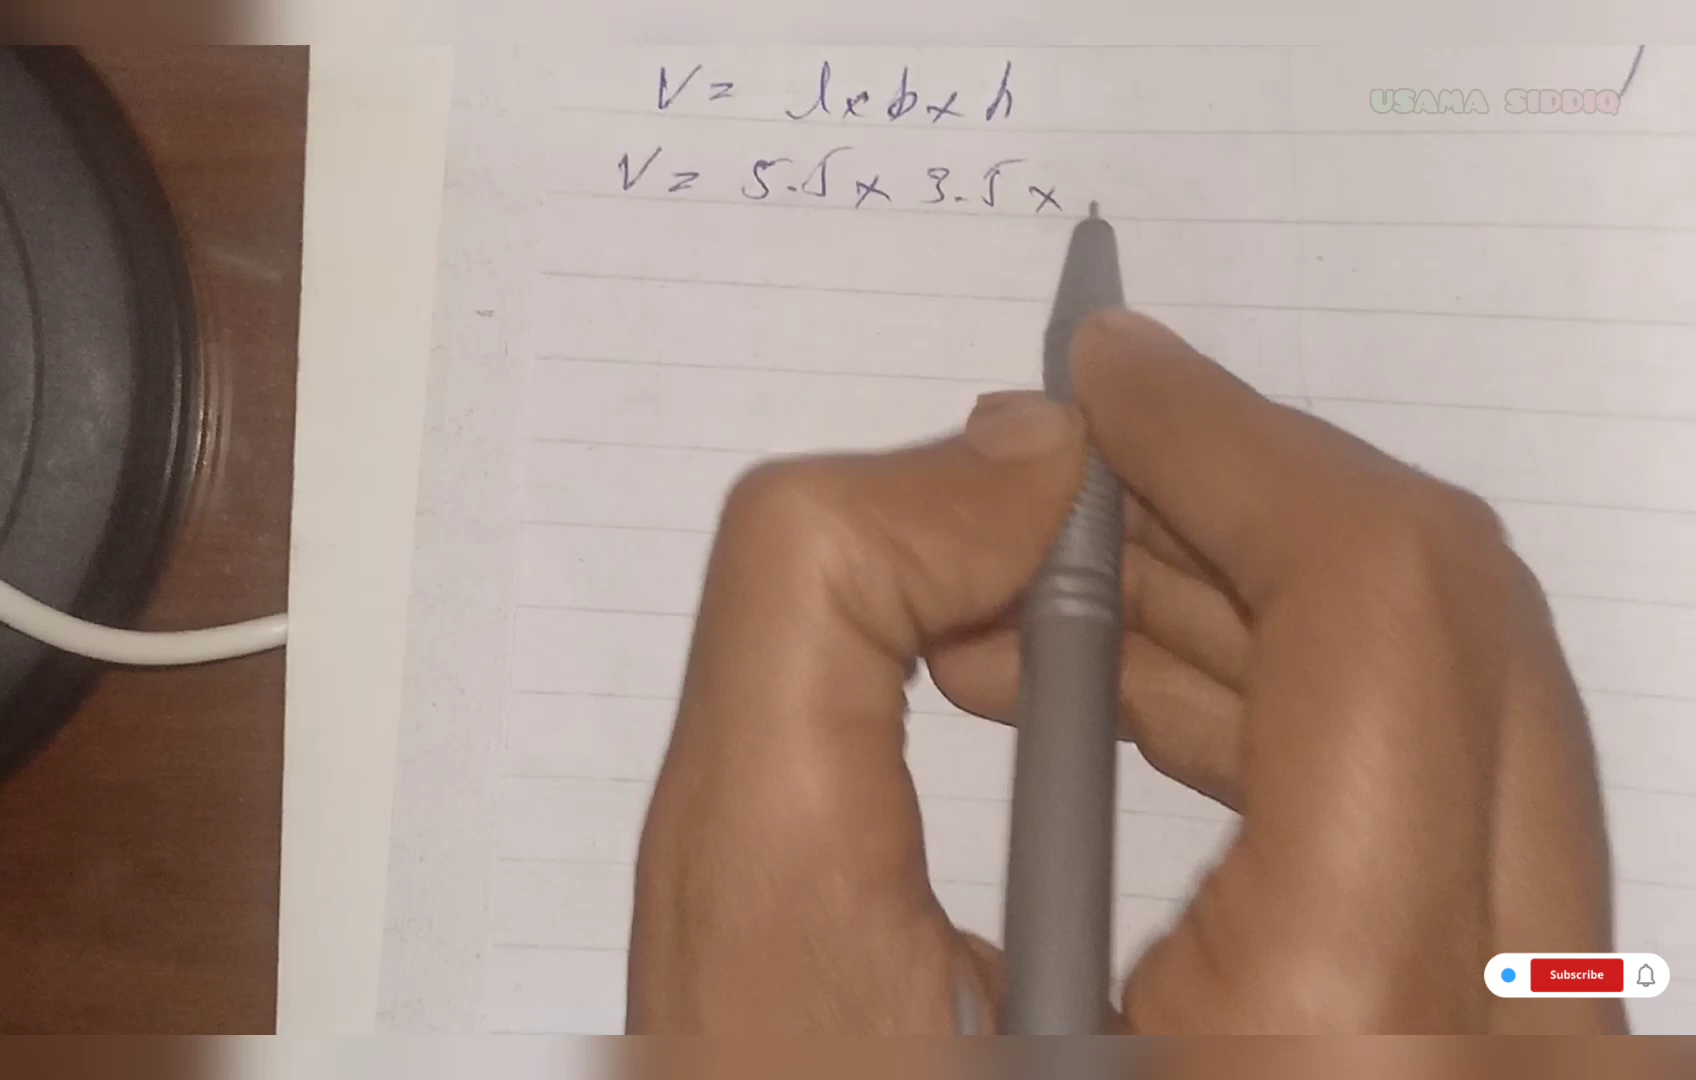 V = l x b x h
USAMA SIDDIQ
V = 5.5 x 3.5 x
Subscribe